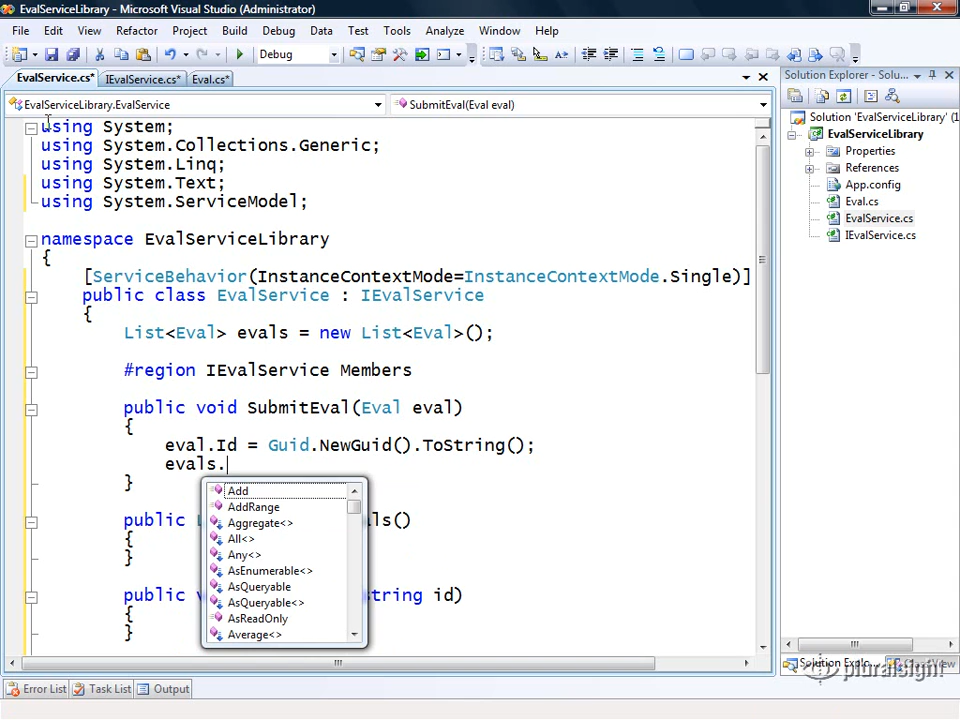 EvalServiceLibrary - Microsoft Visual Studio (Administrator)
File Edit View Refactor Project Build Debug Data Test Tools Analyze Window Help
Debug
EvalService.cs* IEvalService.cs* Eval.cs*
EvalServiceLibrary.EvalService SubmitEval(Eval eval)
using System;
using System.Collections.Generic;
using System.Linq;
using System.Text;
using System.ServiceModel;
namespace EvalServiceLibrary
{
[ServiceBehavior(InstanceContextMode=InstanceContextMode.Single)]
public class EvalService : IEvalService
{
List<Eval> evals = new List<Eval>();
#region IEvalService Members
public void SubmitEval(Eval eval)
{
eval.Id = Guid.NewGuid().ToString();
evals.
}
Add
AddRange
Aggregate<>
All<>
Any<>
AsEnumerable<>
AsQueryable
AsQueryable<>
AsReadOnly
Average<>
public ls()
{
}
public string id)
{
}
Solution Explorer - Solu...
Solution 'EvalServiceLibrary' (1
EvalServiceLibrary
Properties
References
App.config
Eval.cs
EvalService.cs
IEvalService.cs
Solution Explo...
pluralsight
Error List Task List Output